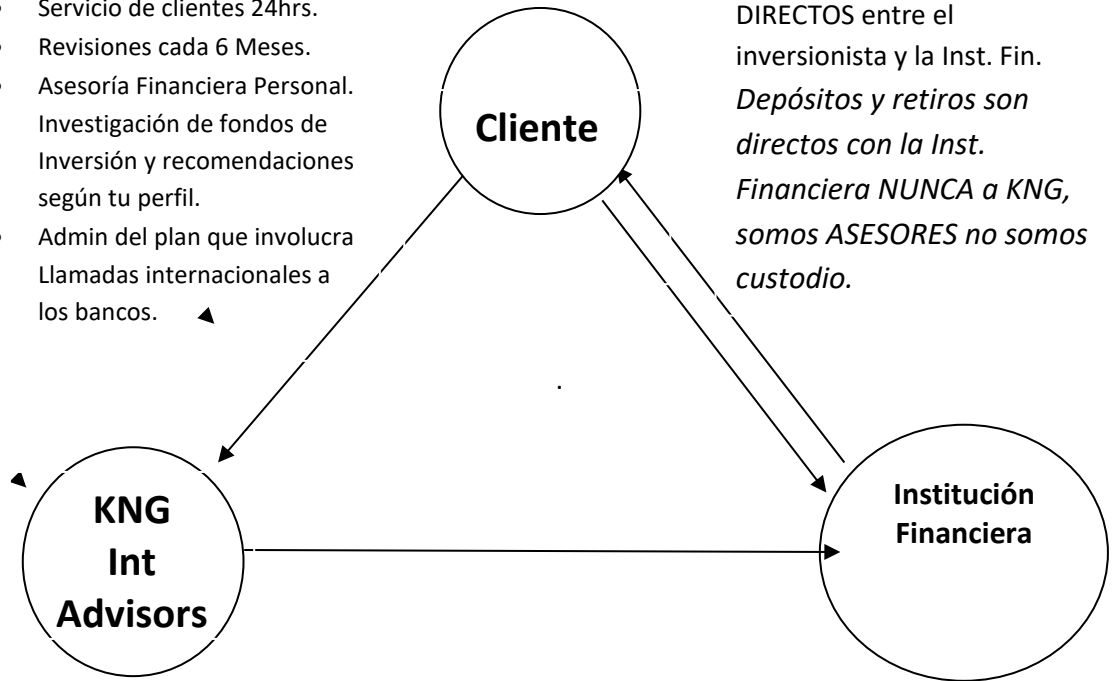 Servicio de clientes 24hrs.
Revisiones cada 6 Meses.
Asesoría Financiera Personal.
Investigación de fondos de
Inversión y recomendaciones
según tu perfil.
Admin del plan que involucra
Llamadas internacionales a
los bancos.
DIRECTOS entre el
inversionista y la Inst. Fin.
Depósitos y retiros son
directos con la Inst.
Financiera NUNCA a KNG,
somos ASESORES no somos
custodio.
Cliente
KNG
Int
Advisors
Institución
Financiera